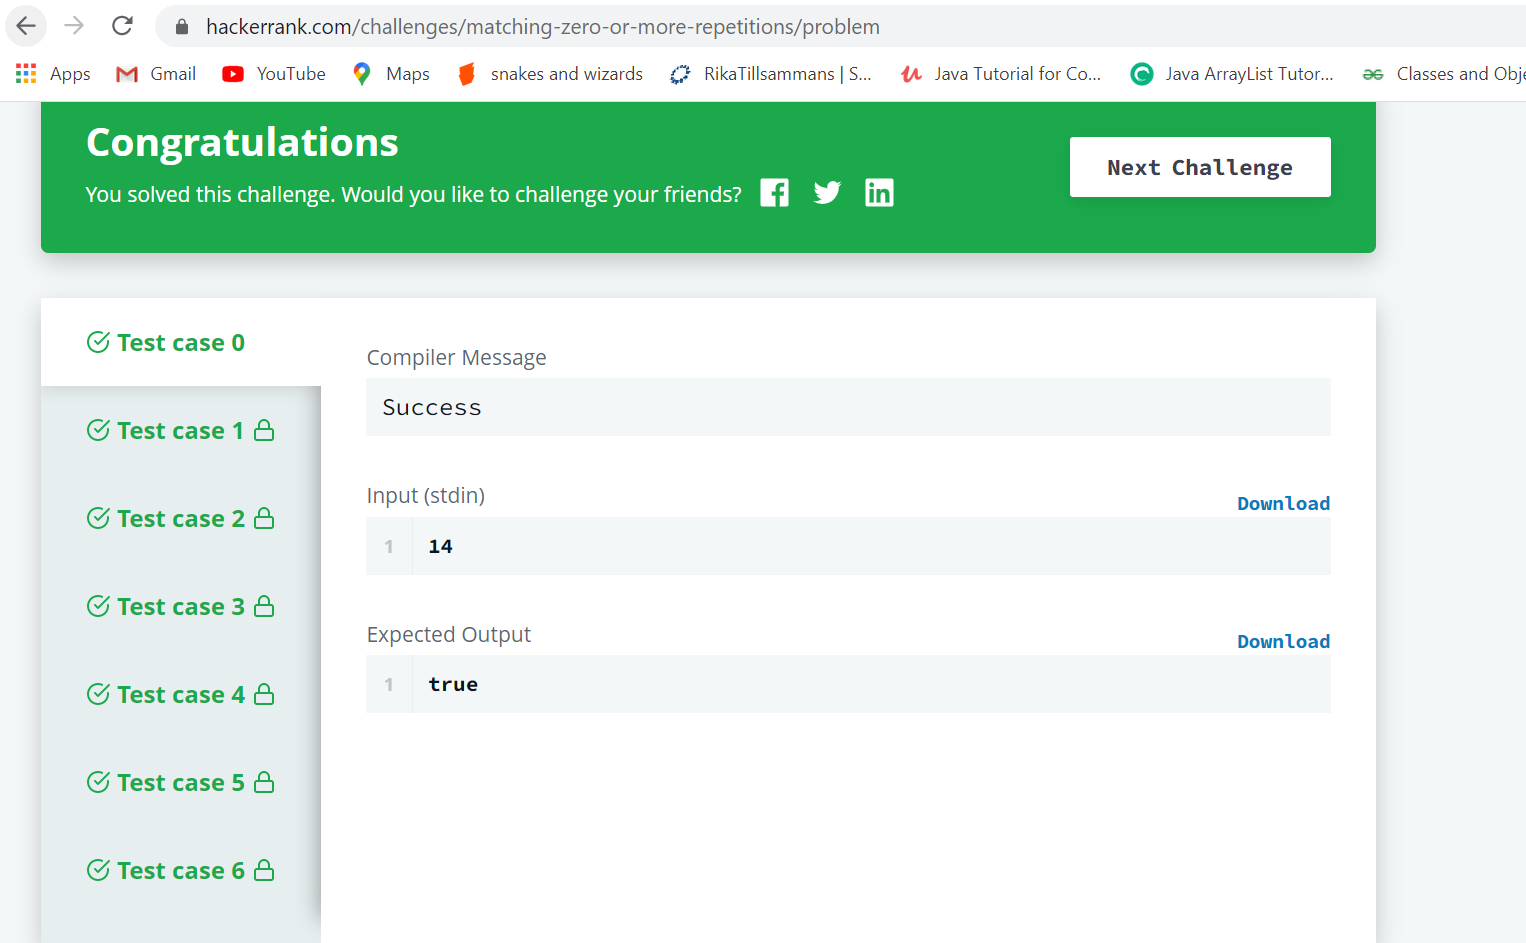 hackerrank.com/challenges/matching-zero-or-more-repetitions/problem
Apps Gmail YouTube Maps snakes and wizards RikaTillsammans | S... Java Tutorial for Co... Java ArrayList Tutor... Classes and Obje
Congratulations
You solved this challenge. Would you like to challenge your friends?
Next Challenge
Test case 0
Test case 1
Test case 2
Test case 3
Test case 4
Test case 5
Test case 6
Compiler Message
Success
Input (stdin)
Download
1 14
Expected Output
Download
1 true